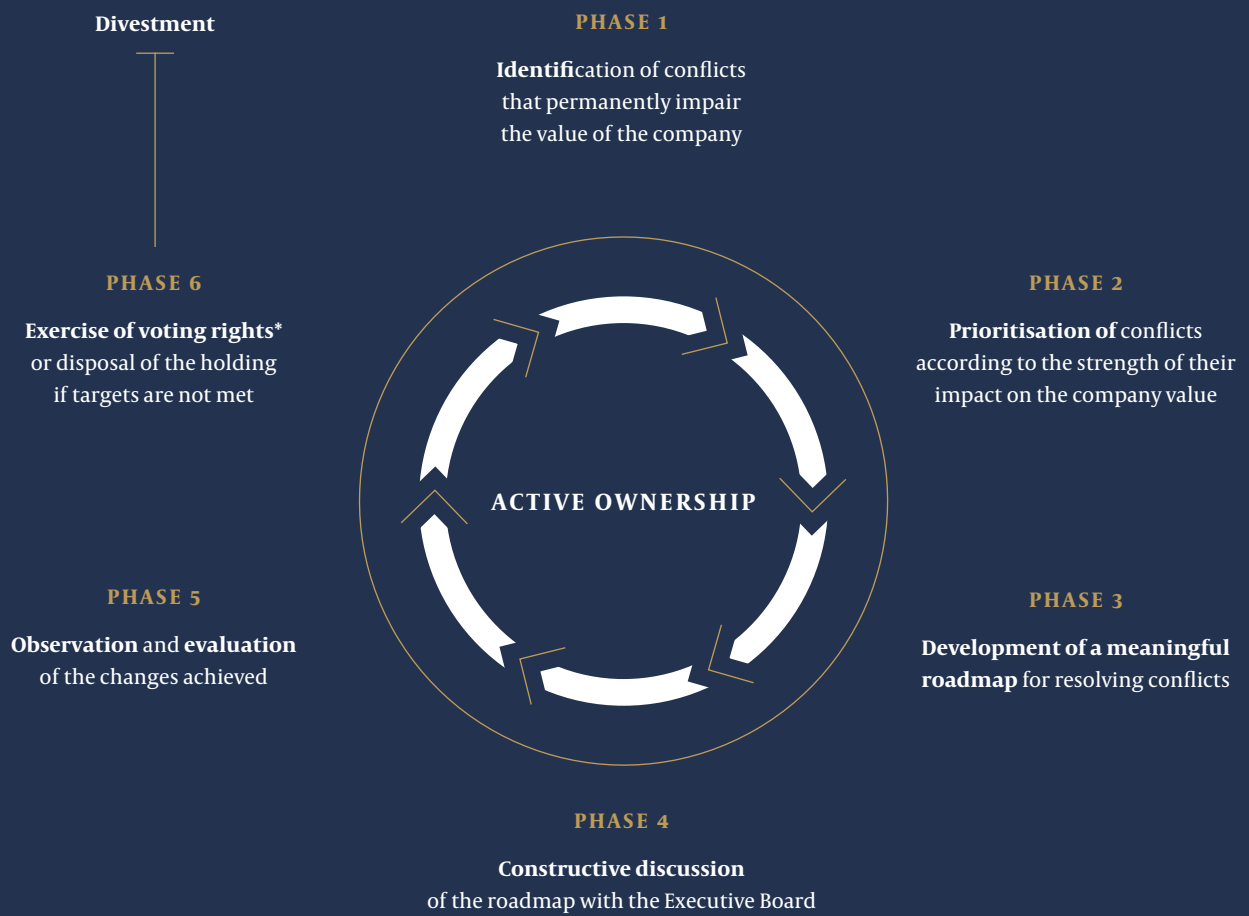 Divestment
PHASE 1
Identification of conflicts
that permanently impair
the value of the company
PHASE 6
Exercise of voting rights*
or disposal of the holding
if targets are not met
PHASE 2
Prioritisation of conflicts
according to the strength of their
impact on the company value
ACTIVE OWNERSHIP
PHASE 5
Observation and evaluation
of the changes achieved
PHASE 3
Development of a meaningful
roadmap for resolving conflicts
PHASE 4
Constructive discussion
of the roadmap with the Executive Board